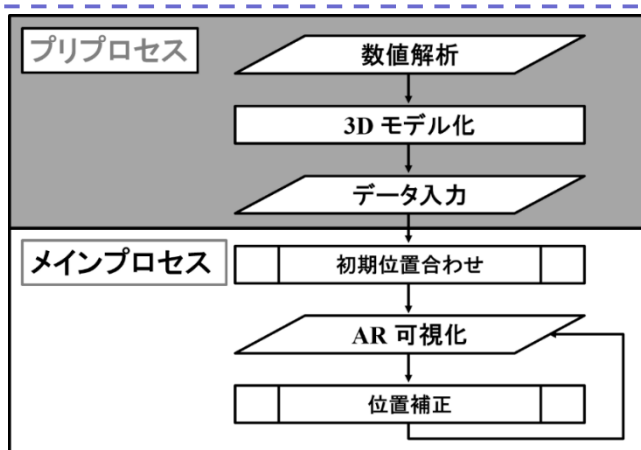 プリプロセス
数値解析
3D モデル化
データ入力
メインプロセス
初期位置合わせ
AR 可視化
位置補正